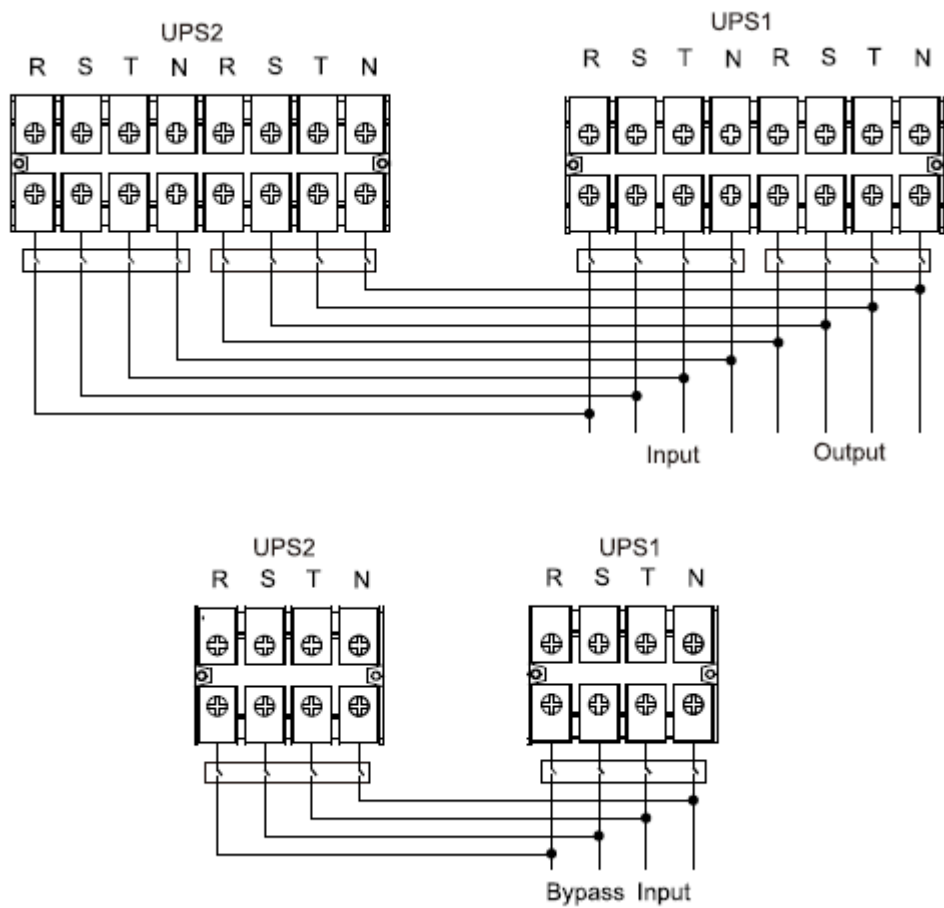 UPS2
R S T N R S T N
UPS1
R S T N R S T N
Input
Output
UPS2
R S T N
UPS1
R S T N
Bypass Input